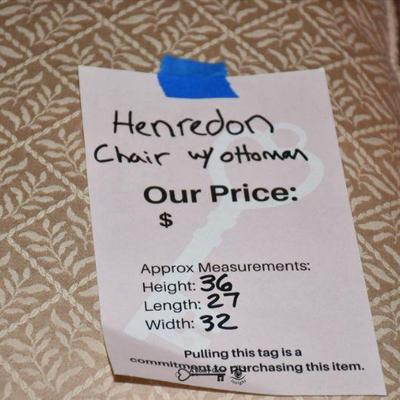 Henredon
Chair w/ ottoman
Our Price:
$
Approx Measurements:
Height: 36
Length: 27
Width: 32
Pulling this tag is a
commitment to purchasing this item.